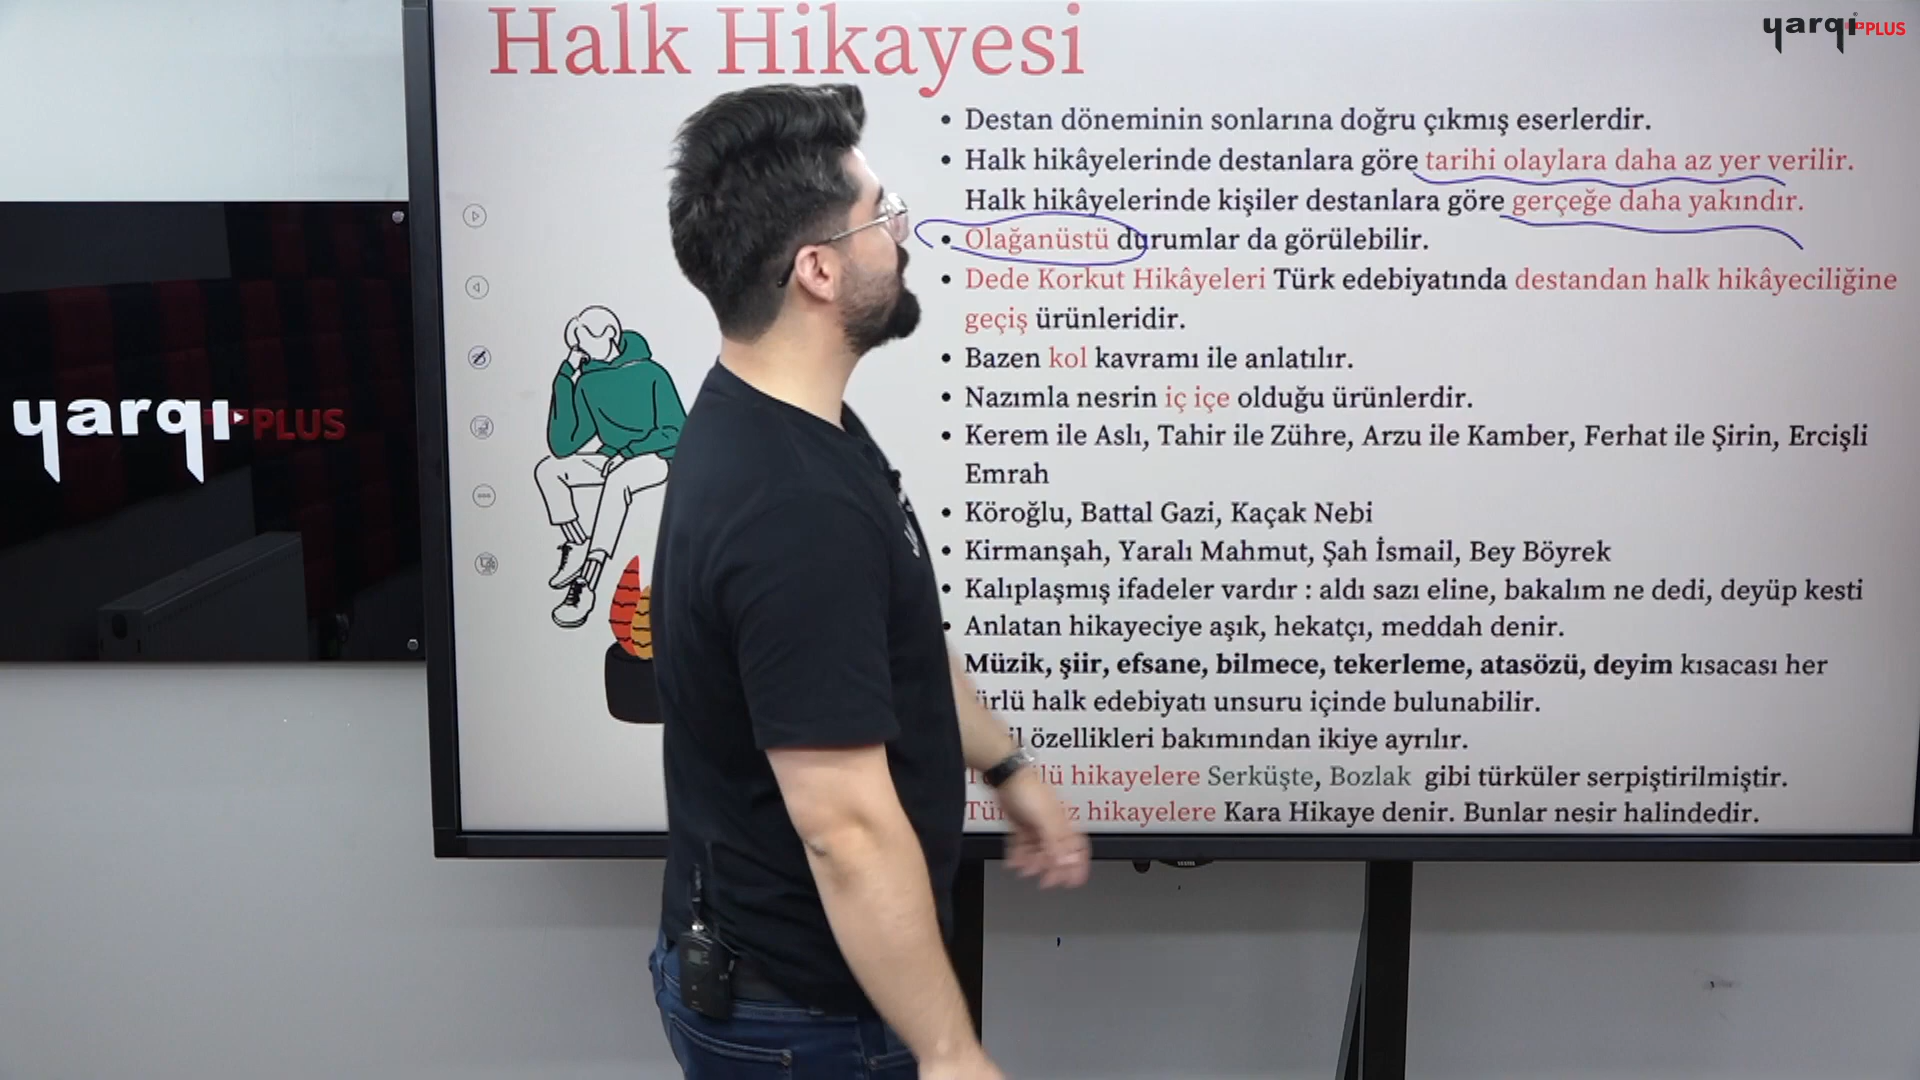 yarqı PLUS
Halk Hikayesi
• Destan döneminin sonlarına doğru çıkmış eserlerdir.
• Halk hikâyelerinde destanlara göre tarihi olaylara daha az yer verilir.
Halk hikâyelerinde kişiler destanlara göre gerçeğe daha yakındır.
• Olağanüstü durumlar da görülebilir.
• Dede Korkut Hikâyeleri Türk edebiyatında destandan halk hikâyeciliğine
geçiş ürünleridir.
• Bazen kol kavramı ile anlatılır.
• Nazımla nesrin iç içe olduğu ürünlerdir.
• Kerem ile Aslı, Tahir ile Zühre, Arzu ile Kamber, Ferhat ile Şirin, Ercişli
Emrah
• Köroğlu, Battal Gazi, Kaçak Nebi
• Kirmanşah, Yaralı Mahmut, Şah İsmail, Bey Böyrek
• Kalıplaşmış ifadeler vardır : aldı sazı eline, bakalım ne dedi, deyüp kesti
• Anlatan hikayeciye aşık, hekatçı, meddah denir.
Müzik, şiir, efsane, bilmece, tekerleme, atasözü, deyim kısacası her
halk edebiyatı unsuru içinde bulunabilir.
özellikleri bakımından ikiye ayrılır.
hikayelere Serküşte, Bozlak gibi türküler serpiştirilmiştir.
hikayelere Kara Hikaye denir. Bunlar nesir halindedir.
yarqı PLUS